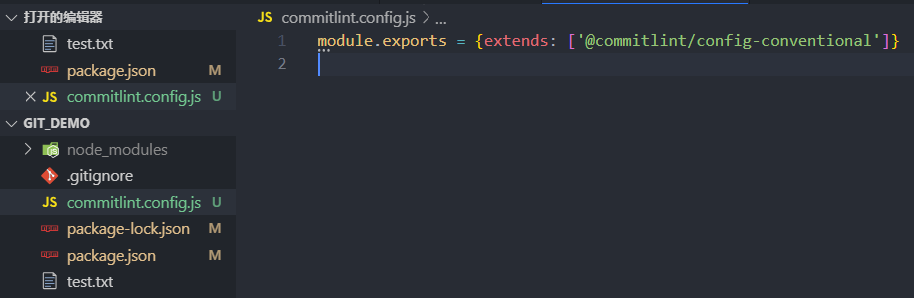 打开的编辑器
test.txt
package.json M
JS commitlint.config.js U
GIT_DEMO
node_modules
.gitignore
JS commitlint.config.js U
package-lock.json M
package.json M
test.txt
JS commitlint.config.js > ...
1 module.exports = {extends: ['@commitlint/config-conventional']}
2